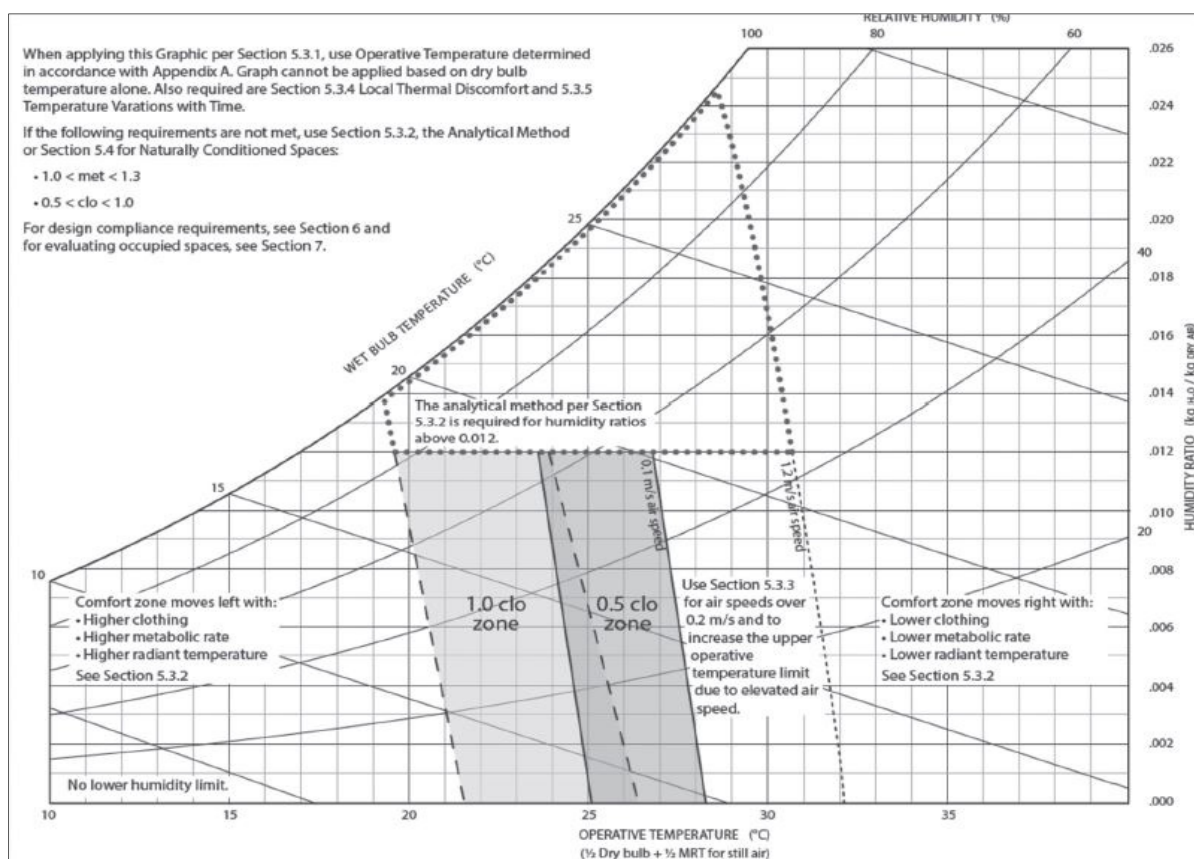 RELATIVE HUMIDITY (%)
100
80
60
When applying this Graphic per Section 5.3.1, use Operative Temperature determined
in accordance with Appendix A. Graph cannot be applied based on dry bulb
temperature alone. Also required are Section 5.3.4 Local Thermal Discomfort and 5.3.5
Temperature Varations with Time.
If the following requirements are not met, use Section 5.3.2, the Analytical Method
or Section 5.4 for Naturally Conditioned Spaces:
• 1.0 < met < 1.3
• 0.5 < clo < 1.0
For design compliance requirements, see Section 6 and
for evaluating occupied spaces, see Section 7.
WET BULB TEMPERATURE (°C)
10
15
20
25
The analytical method per Section
5.3.2 is required for humidity ratios
above 0.012.
0.1 m/s air speed
1.2 m/s air speed
1.0 clo
zone
0.5 clo
zone
Comfort zone moves left with:
• Higher clothing
• Higher metabolic rate
• Higher radiant temperature
See Section 5.3.2
Use Section 5.3.3
for air speeds over
0.2 m/s and to
increase the upper
operative
temperature limit
due to elevated air
speed.
Comfort zone moves right with:
• Lower clothing
• Lower metabolic rate
• Lower radiant temperature
See Section 5.3.2
No lower humidity limit.
.026
.024
.022
.020
.018
.016
.014
.012
.010
.008
.006
.004
.002
.000
40
20
HUMIDITY RATIO (kg H2O / kg DRY AIR)
10
15
20
25
30
35
OPERATIVE TEMPERATURE (°C)
(½ Dry bulb + ½ MRT for still air)